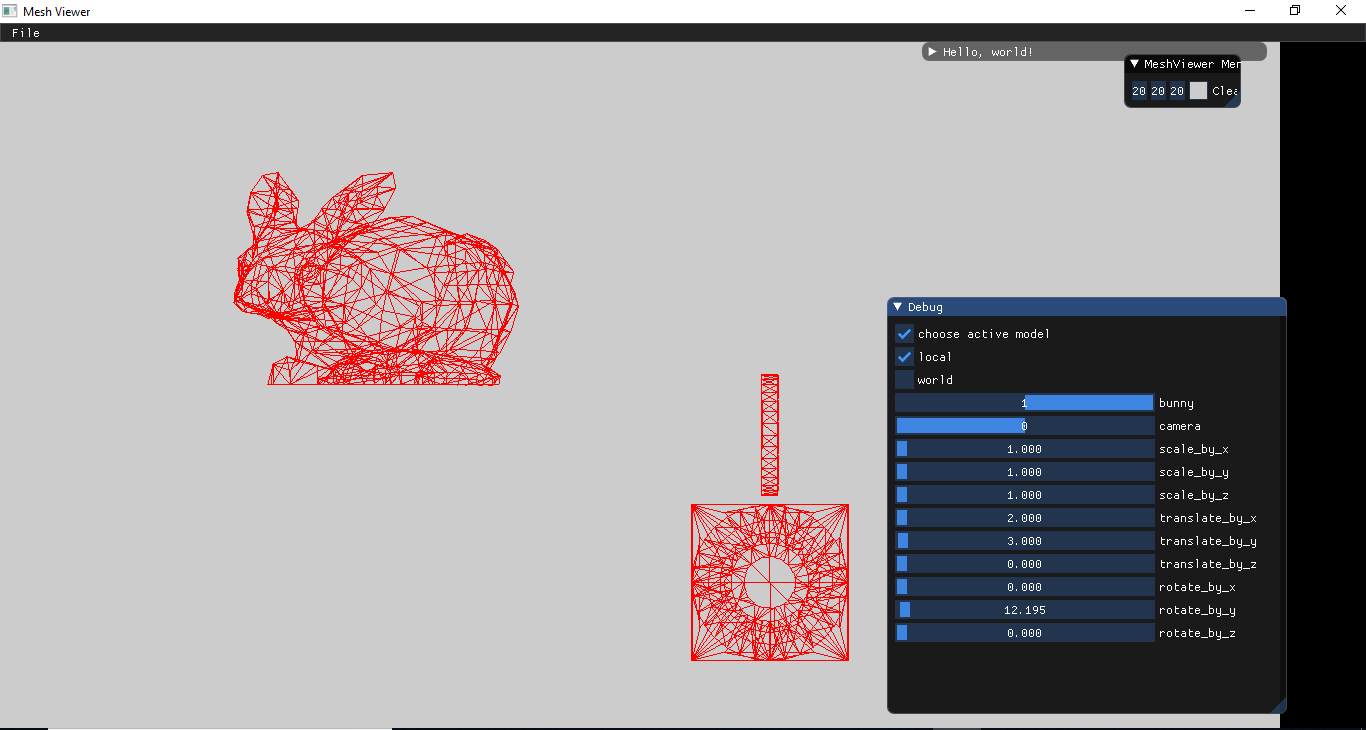 Mesh Viewer
File
Hello, world!
MeshViewer Mer
20 20 20 Clea
Debug
choose active model
local
world
1 bunny
0 camera
1.000 scale_by_x
1.000 scale_by_y
1.000 scale_by_z
2.000 translate_by_x
3.000 translate_by_y
0.000 translate_by_z
0.000 rotate_by_x
12.195 rotate_by_y
0.000 rotate_by_z